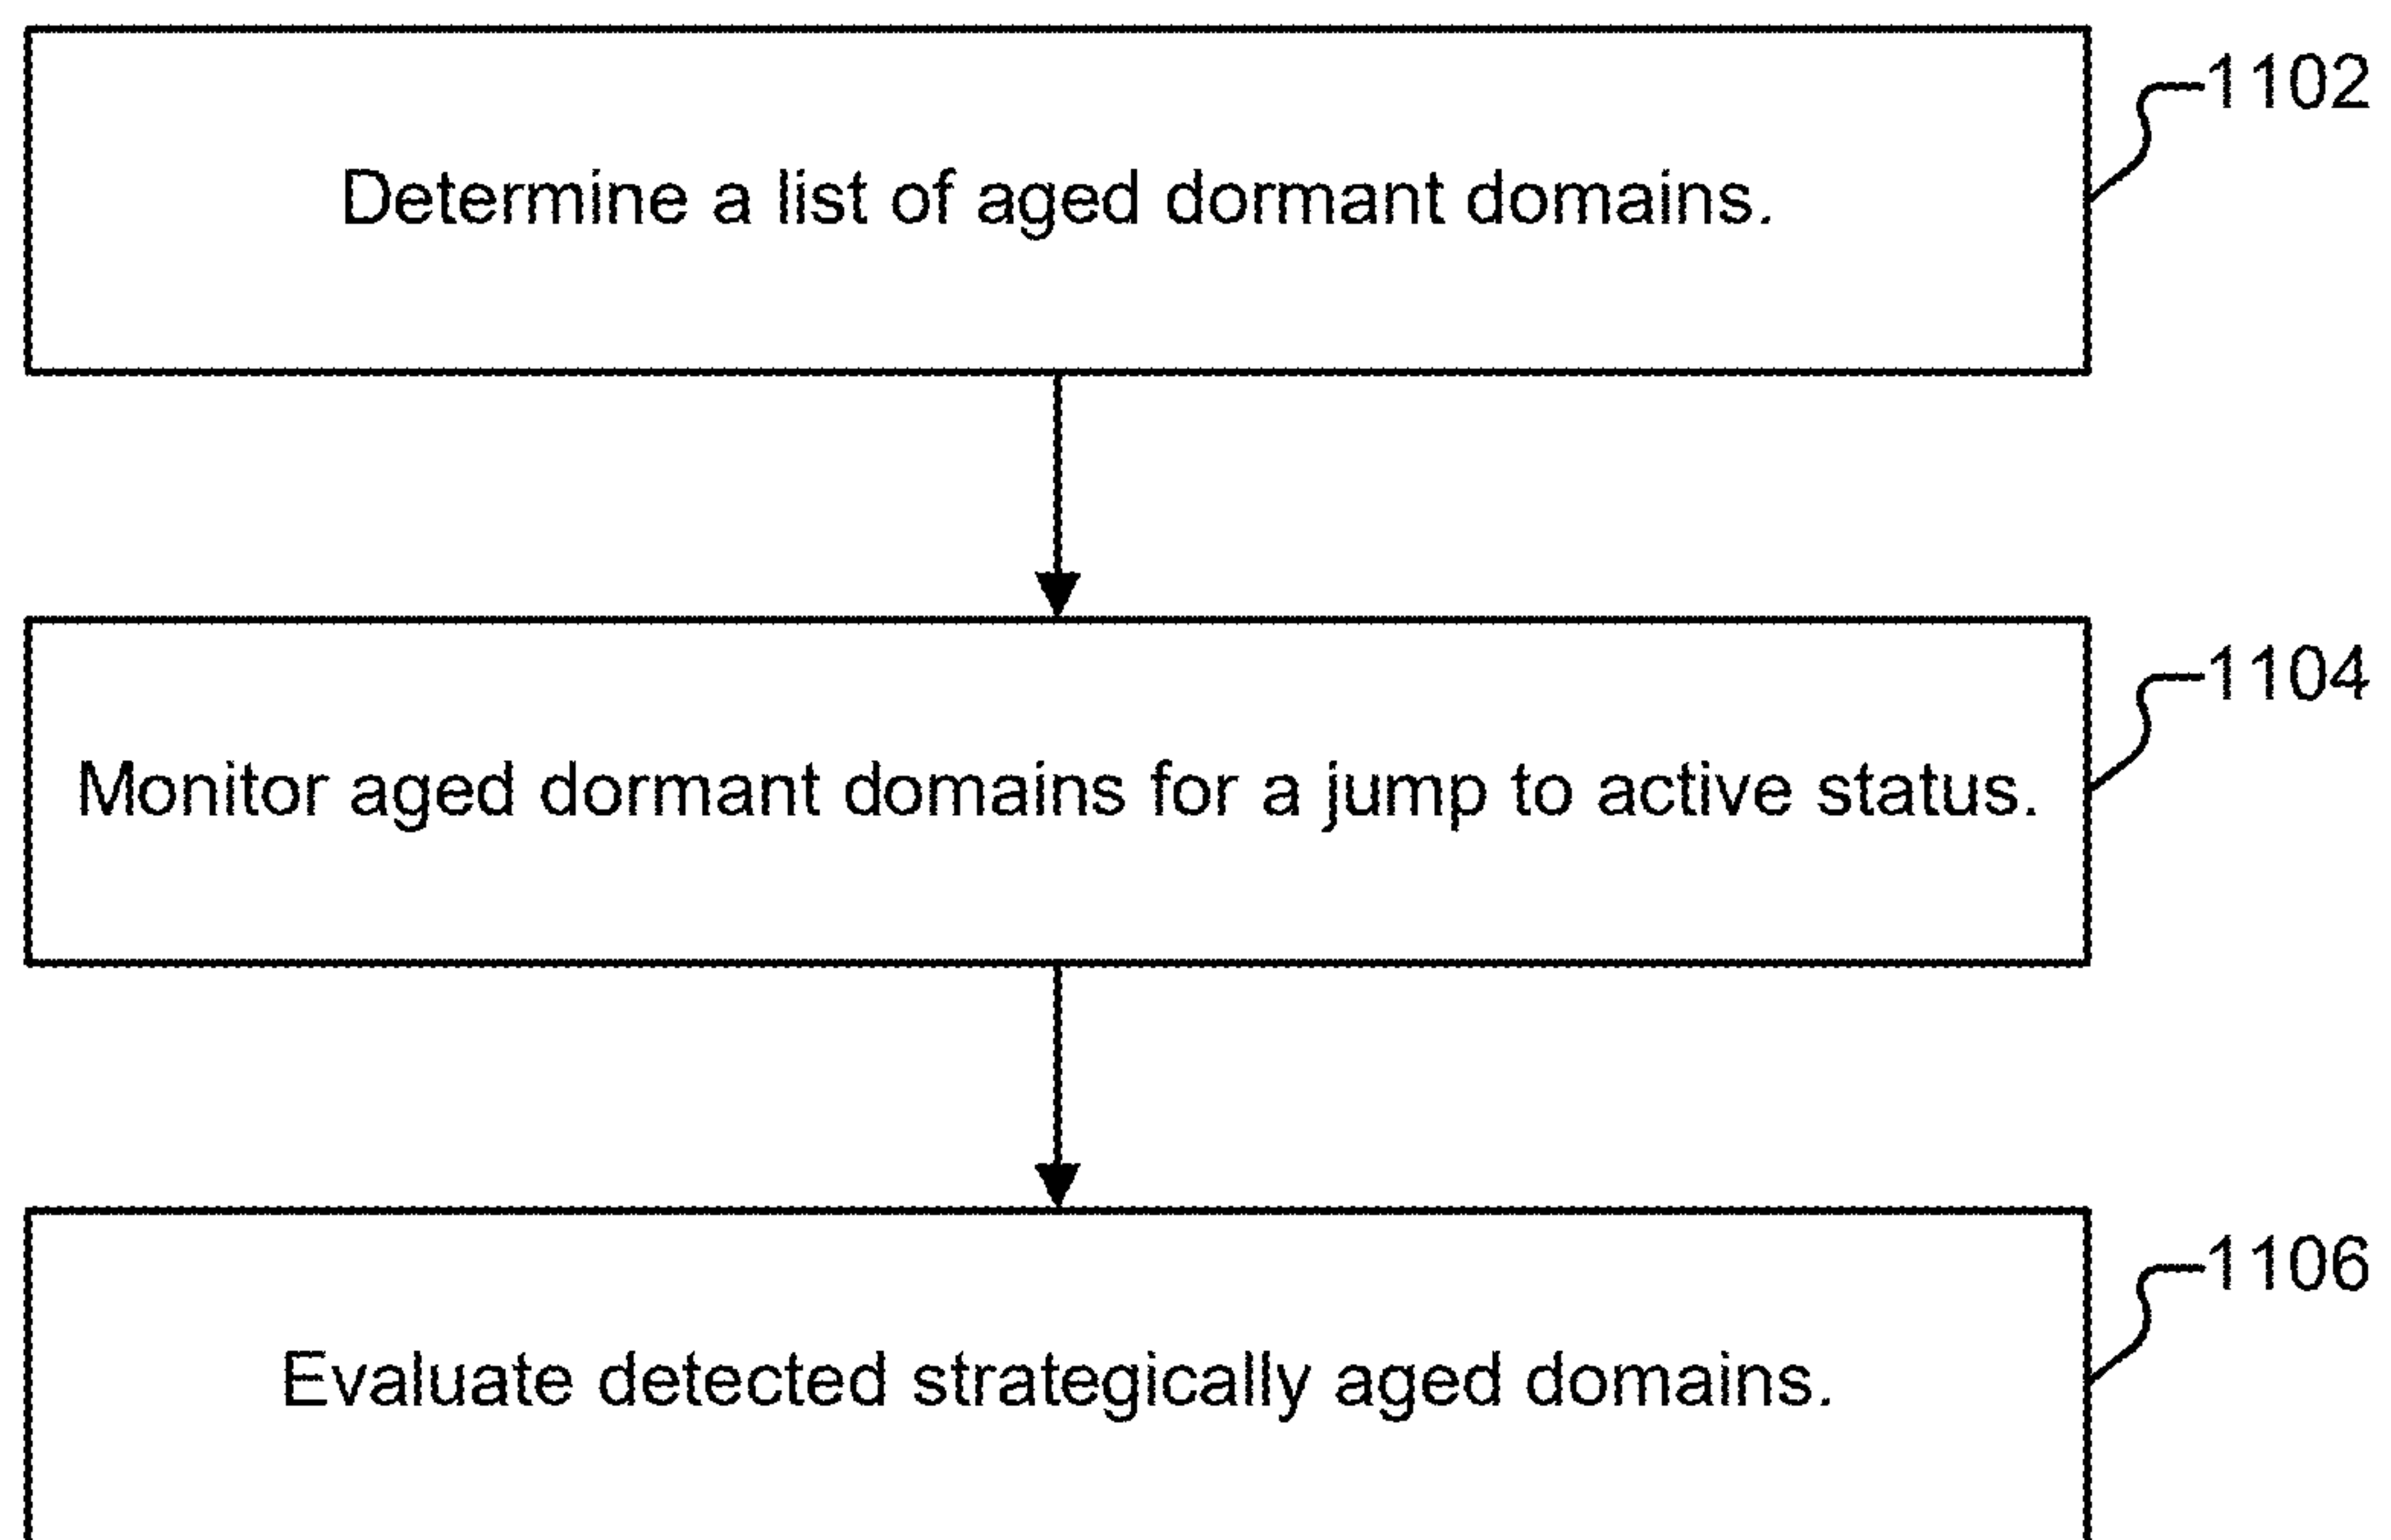 1102
Determine a list of aged dormant domains.
1104
Monitor aged dormant domains for a jump to active status.
1106
Evaluate detected strategically aged domains.